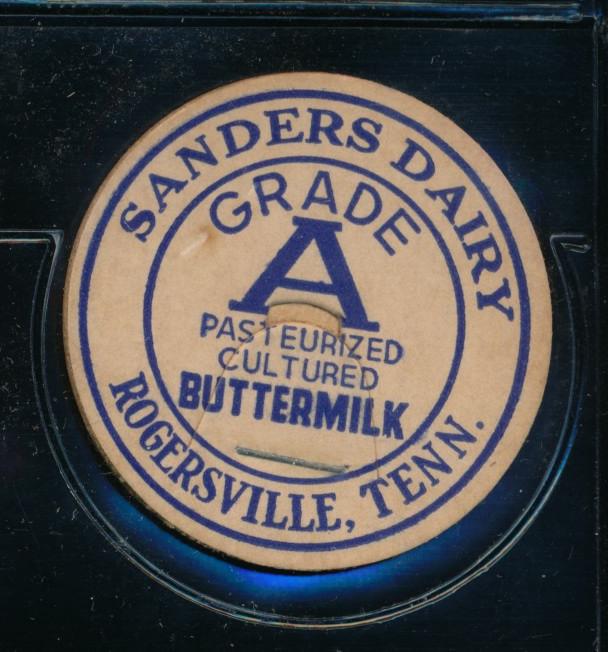 SANDERS DAIRY
GRADE
A
PASTEURIZED
CULTURED
BUTTERMILK
ROGERSVILLE, TENN.